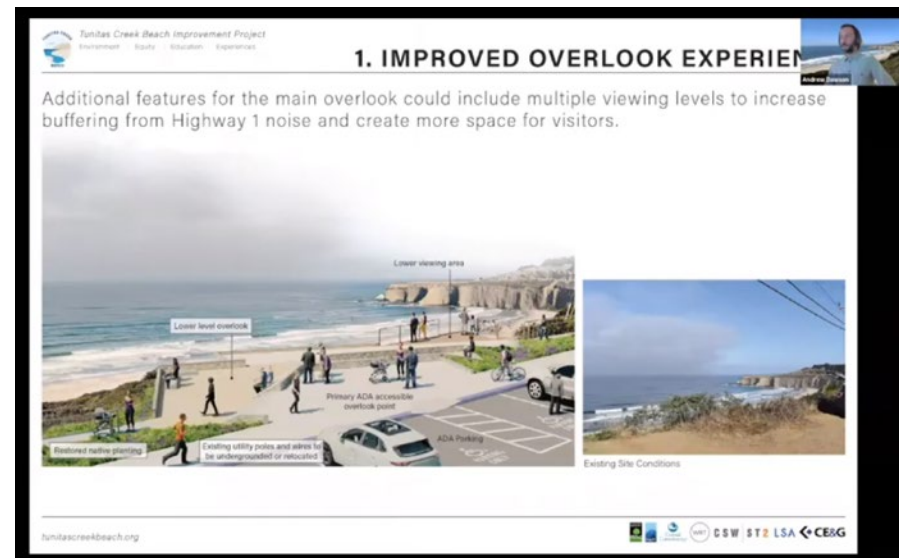 Tunitas Creek Beach Improvement Project
Environment Equity Education Experiences
1. IMPROVED OVERLOOK EXPERIEN
Andrew
Additional features for the main overlook could include multiple viewing levels to increase
buffering from Highway 1 noise and create more space for visitors.
Lower viewing area
Lower level overlook
Primary ADA accessible
overlook point
ADA Parking
Restored native planting
Existing utility poles and wires to
be undergrounded or relocated
Existing Site Conditions
tunitascreekbeach.org
WRT
CSW ST2 LSA CE&G